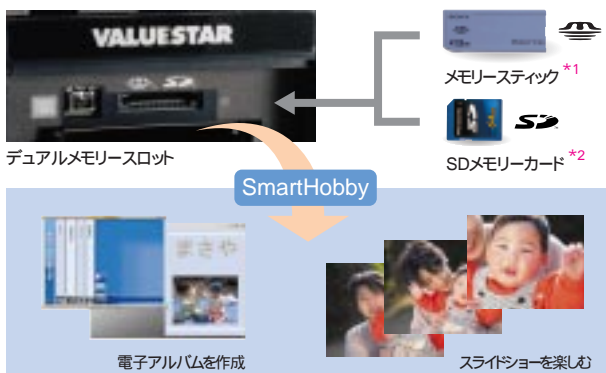 VALUESTAR
SD
デュアルメモリースロット
メモリースティック *1
SD
SDメモリーカード *2
SmartHobby
まさや
電子アルバムを作成
スライドショーを楽しむ